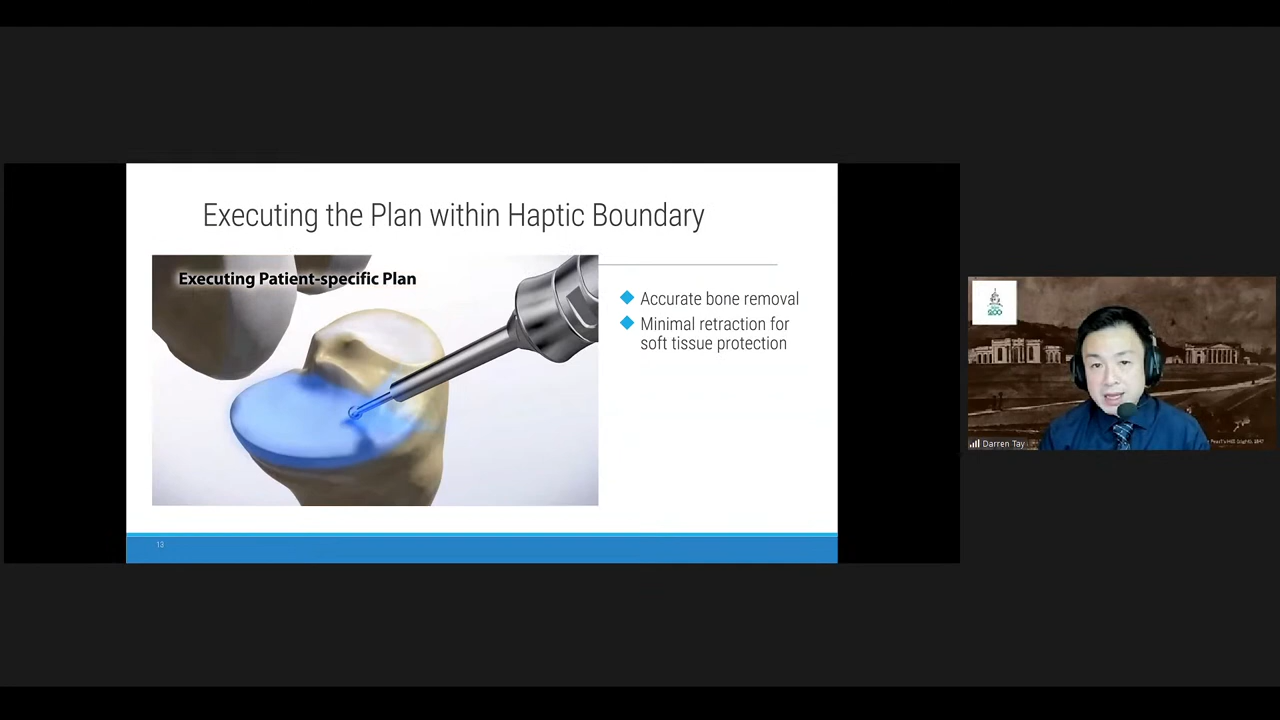 Executing the Plan within Haptic Boundary
Executing Patient-specific Plan
Accurate bone removal
Minimal retraction for
soft tissue protection
13
200
Darren Tay